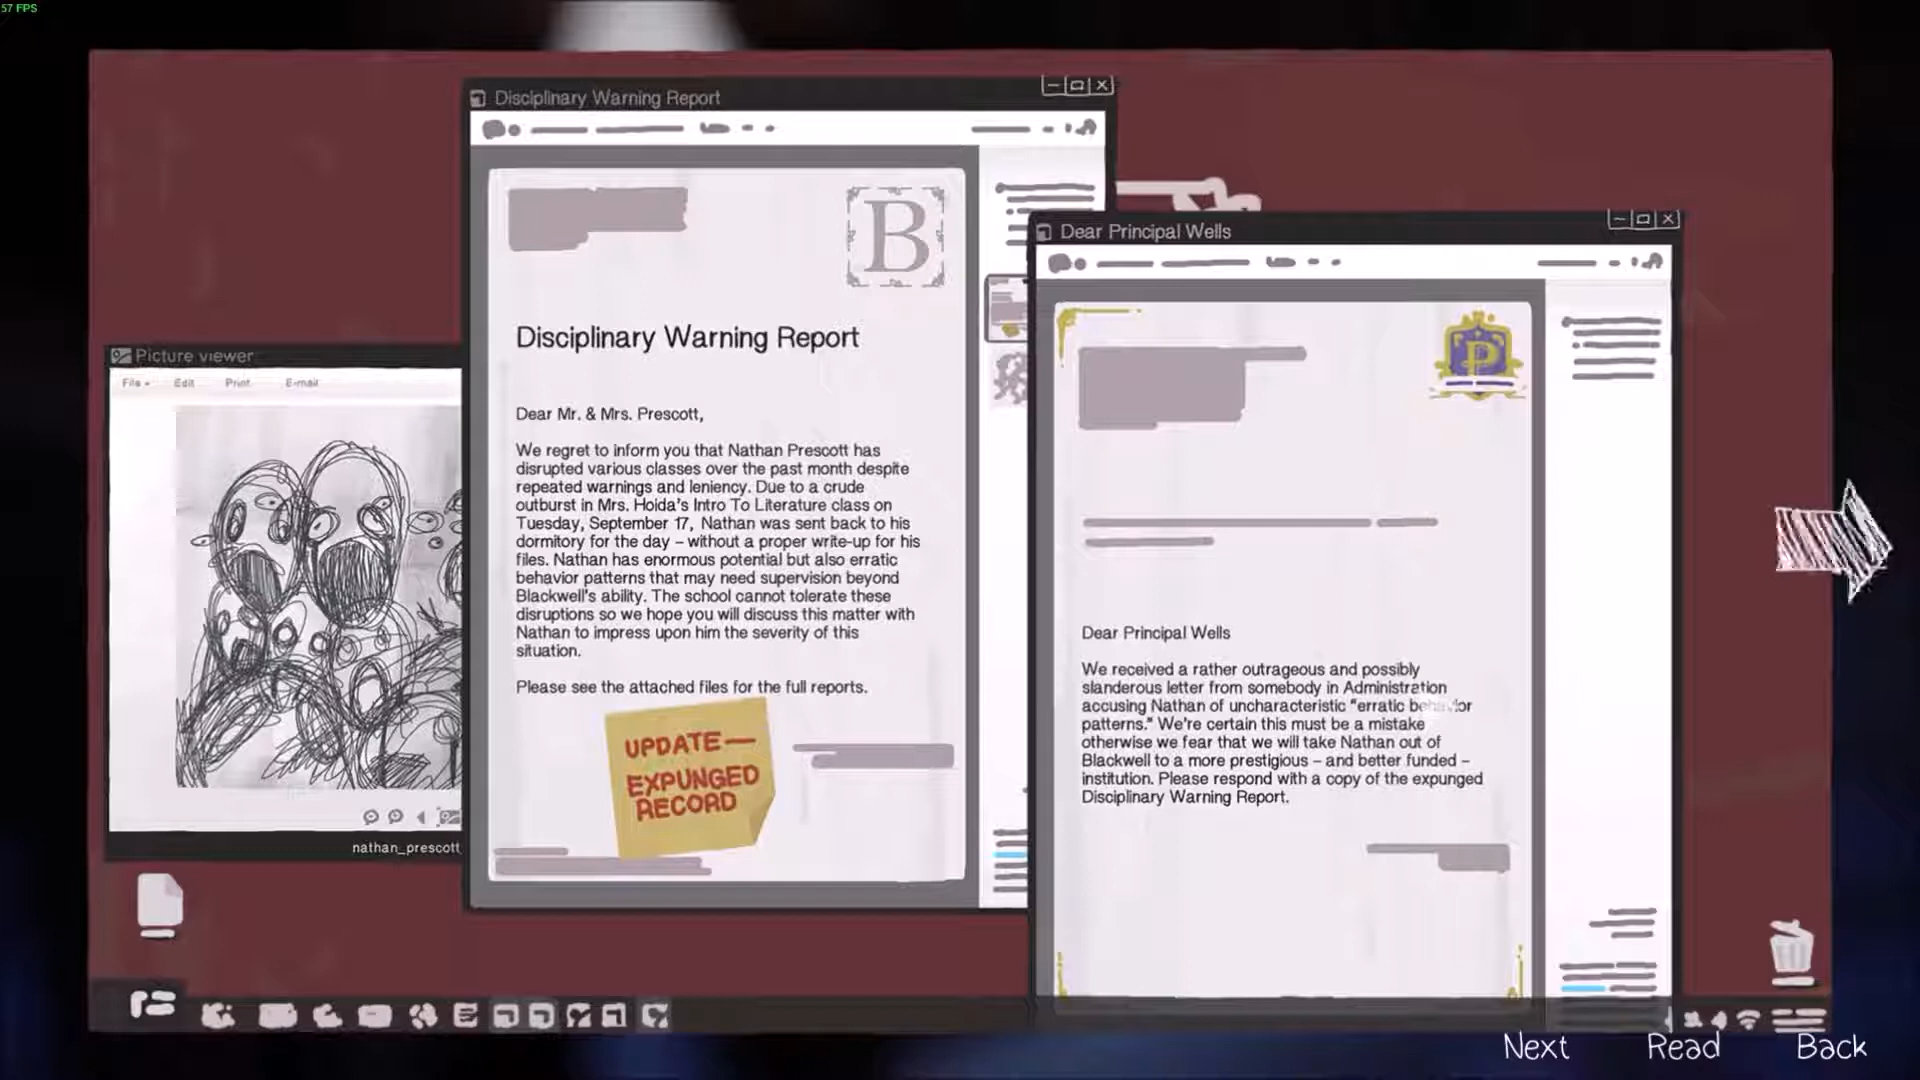 57 FPS
Disciplinary Warning Report
B
Disciplinary Warning Report
Dear Mr. & Mrs. Prescott,
We regret to inform you that Nathan Prescott has
disrupted various classes over the past month despite
repeated warnings and leniency. Due to a crude
outburst in Mrs. Hoida's Intro To Literature class on
Tuesday, September 17, Nathan was sent back to his
dormitory for the day – without a proper write-up for his
files. Nathan has enormous potential but also erratic
behavior patterns that may need supervision beyond
Blackwell's ability. The school cannot tolerate these
disruptions so we hope you will discuss this matter with
Nathan to impress upon him the severity of this
situation.
Please see the attached files for the full reports.
UPDATE—
EXPUNGED
RECORD
Dear Principal Wells
P
Dear Principal Wells
We received a rather outrageous and possibly
slanderous letter from somebody in Administration
accusing Nathan of uncharacteristic "erratic behavior
patterns." We're certain this must be a mistake
otherwise we fear that we will take Nathan out of
Blackwell to a more prestigious – and better funded –
institution. Please respond with a copy of the expunged
Disciplinary Warning Report.
Picture viewer
File Edit Print E-mail
nathan_prescott
Next Read Back